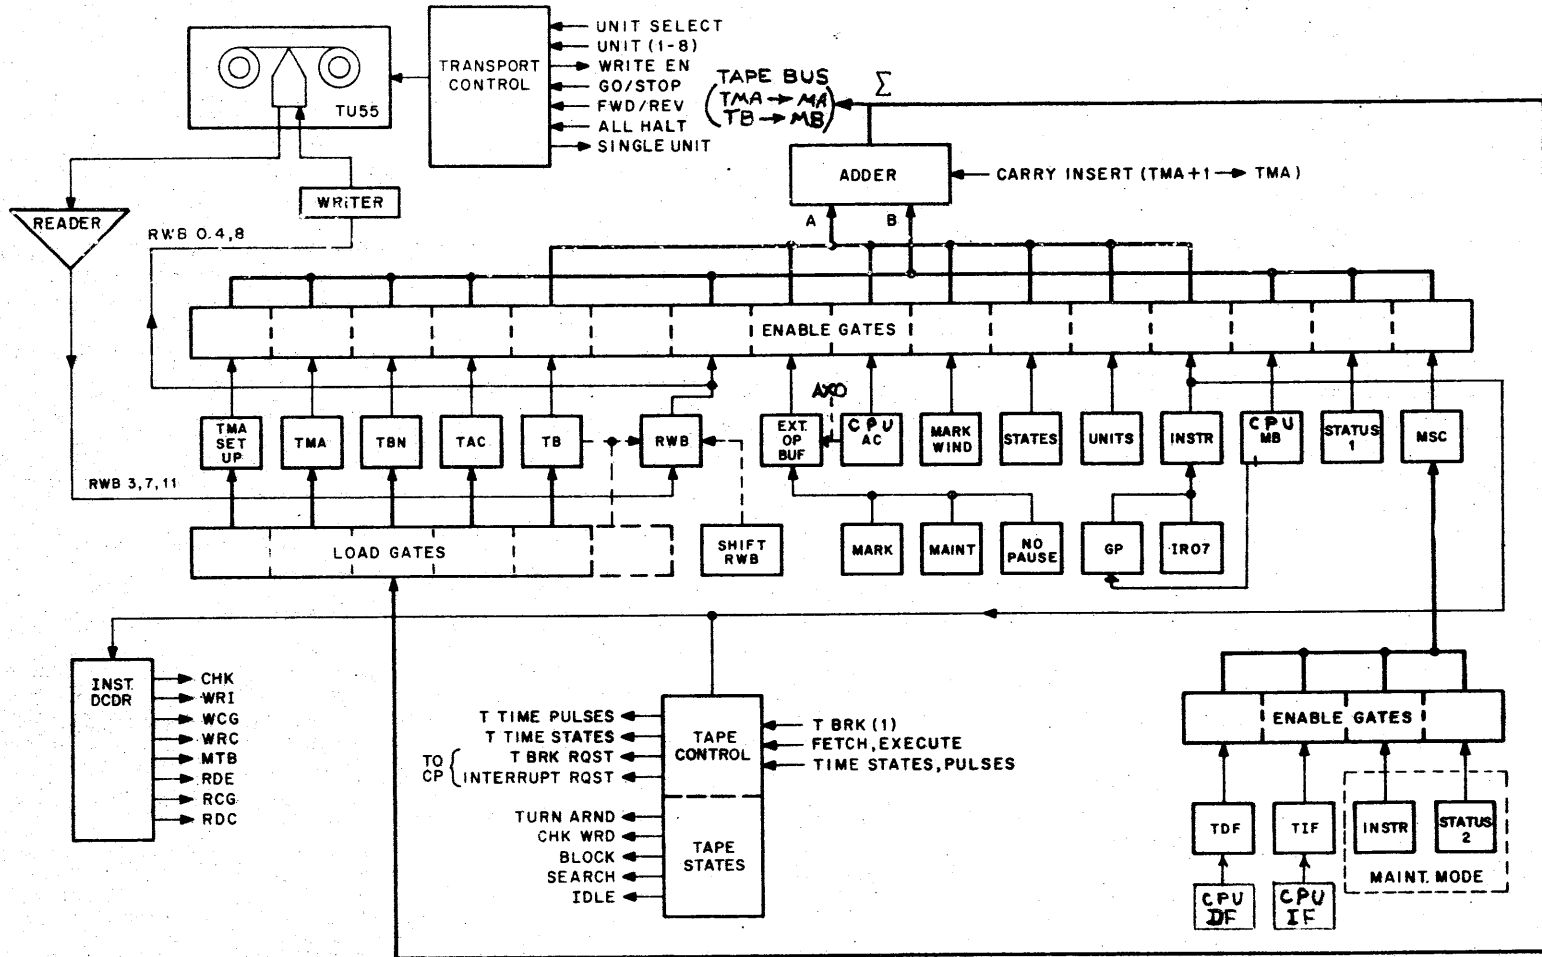 UNIT SELECT
UNIT (1-8)
WRITE EN
GO/STOP
FWD/REV
ALL HALT
SINGLE UNIT
TRANSPORT
CONTROL
TU55
TAPE BUS
(TMA → MA
TB → MB)
Σ
ADDER
CARRY INSERT (TMA+1 → TMA)
A
B
WRITER
READER
RWB 0.4,8
ENABLE GATES
AXO
TMA
SET
UP
TMA
TBN
TAC
TB
RWB
EXT.
OP
BUF
CPU
AC
MARK
WIND
STATES
UNITS
INSTR
CPU
MB
STATUS
1
MSC
RWB 3,7,11
LOAD GATES
SHIFT
RWB
MARK
MAINT
NO
PAUSE
GP
IR07
INST.
DCDR
CHK
WRI
WCG
WRC
MTB
RDE
RCG
RDC
T TIME PULSES
T TIME STATES
TO
CP
T BRK RQST
INTERRUPT RQST
TAPE
CONTROL
T BRK (1)
FETCH, EXECUTE
TIME STATES, PULSES
TURN ARND
CHK WRD
BLOCK
SEARCH
IDLE
TAPE
STATES
ENABLE GATES
TDF
TIF
INSTR
STATUS
2
MAINT. MODE
CPU
DF
CPU
IF